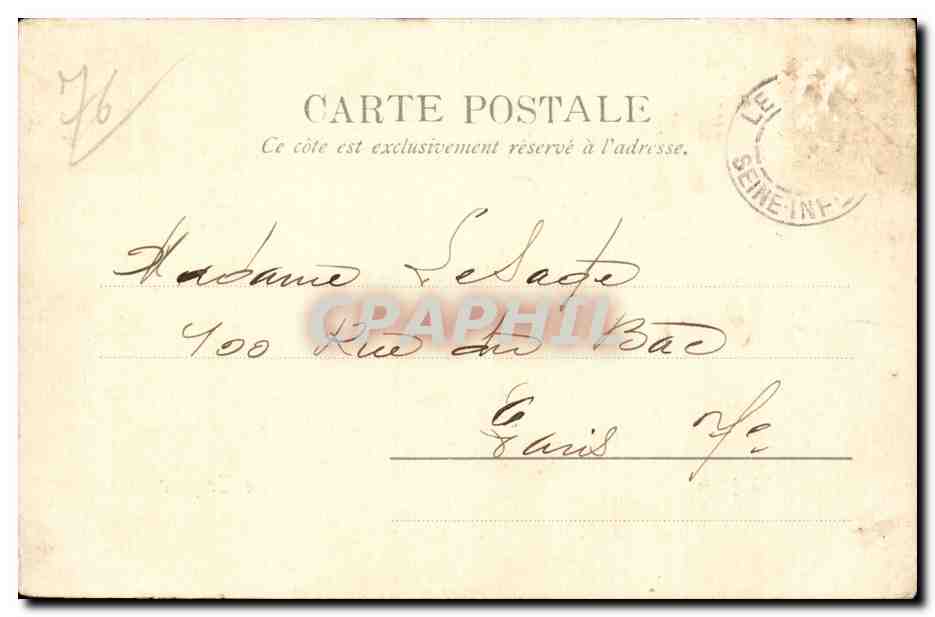 76
CARTE POSTALE
Ce côte est exclusivement réservé à l'adresse.
LE
SEINE-INF
Madame LeSage
100 Rue du Bac
Paris 7e
CPAPHIL